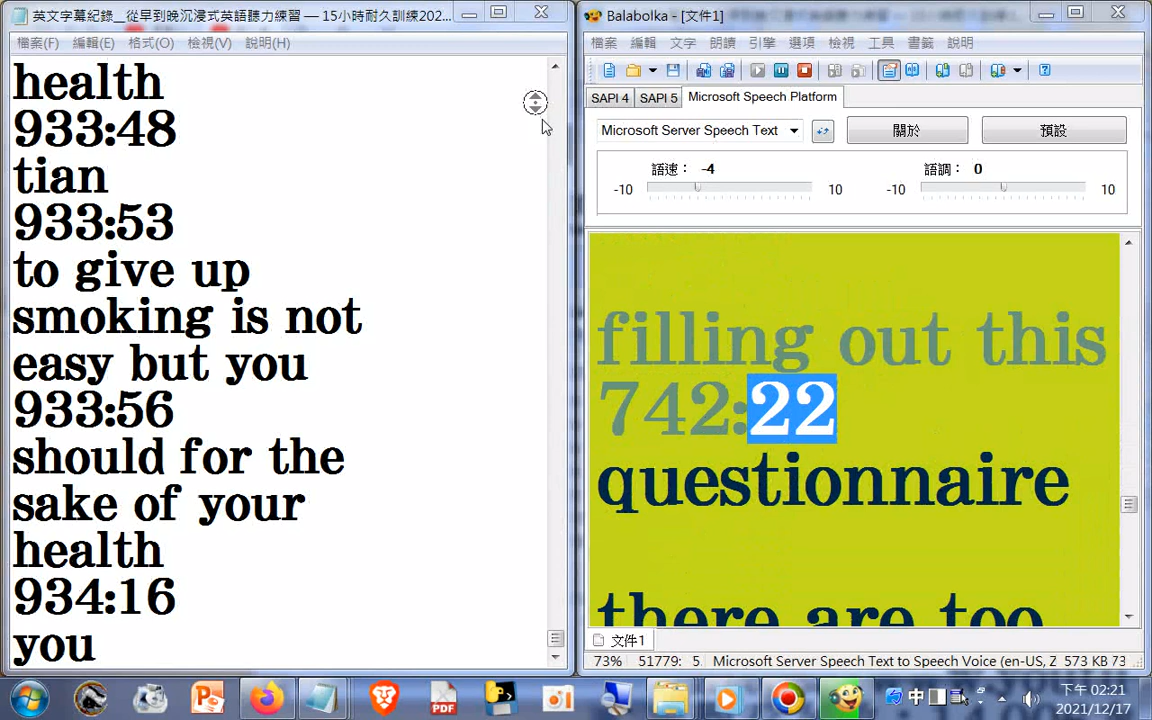 英文字幕紀錄__從早到晚沉浸式英語聽力練習 — 15小時耐久訓練202...
檔案(F) 編輯(E) 格式(O) 檢視(V) 說明(H)
health
933:48
tian
933:53
to give up
smoking is not
easy but you
933:56
should for the
sake of your
health
934:16
you
Balabolka - [文件1]
檔案 編輯 文字 朗讀 引擎 選項 檢視 工具 書籤 說明
SAPI 4 SAPI 5 Microsoft Speech Platform
Microsoft Server Speech Text 關於 預設
語速： -4 語調： 0
-10 10 -10 10
filling out this
742:22
questionnaire
there are too
文件1
73% 51779: 5. Microsoft Server Speech Text to Speech Voice (en-US, Z 573 KB 73
PDF
中
下午 02:21
2021/12/17